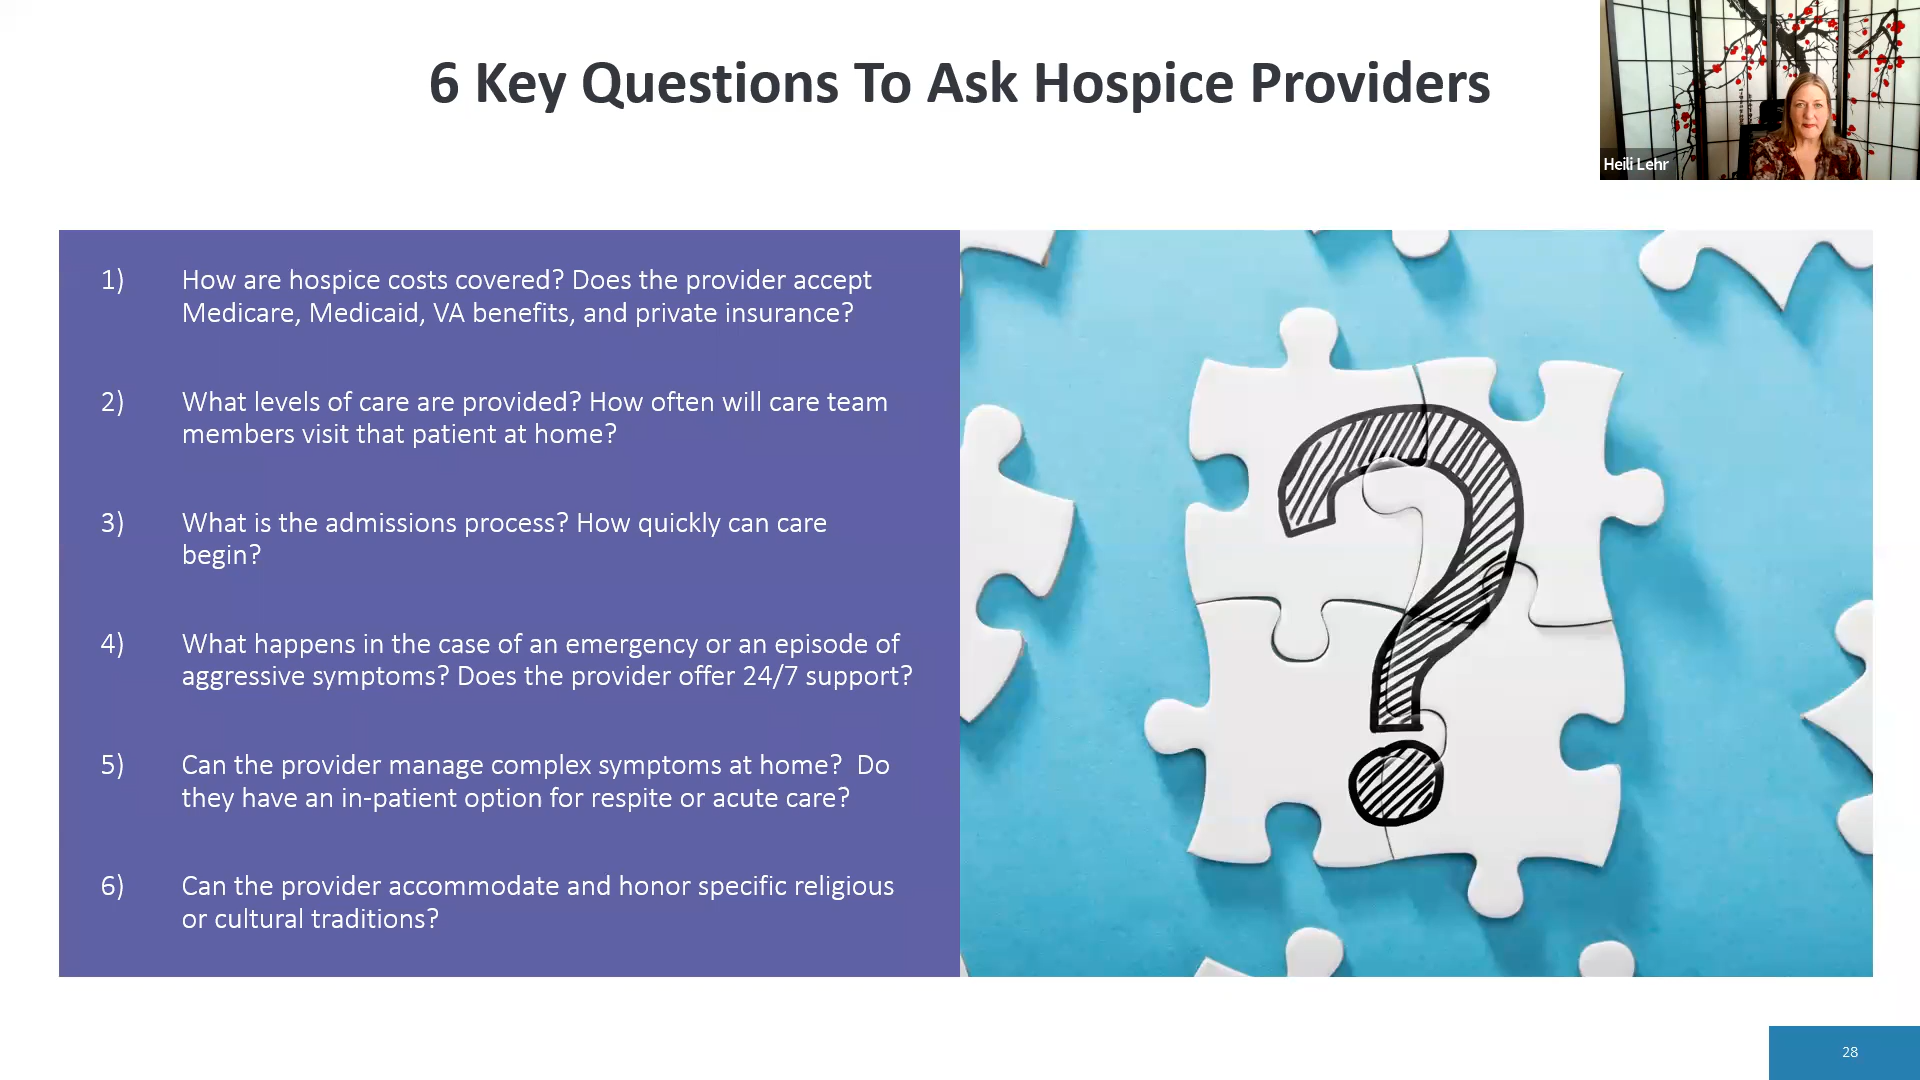 6 Key Questions To Ask Hospice Providers
Heili Lehr
1) How are hospice costs covered? Does the provider accept
Medicare, Medicaid, VA benefits, and private insurance?
2) What levels of care are provided? How often will care team
members visit that patient at home?
3) What is the admissions process? How quickly can care
begin?
4) What happens in the case of an emergency or an episode of
aggressive symptoms? Does the provider offer 24/7 support?
5) Can the provider manage complex symptoms at home?  Do
they have an in-patient option for respite or acute care?
6) Can the provider accommodate and honor specific religious
or cultural traditions?
?
28